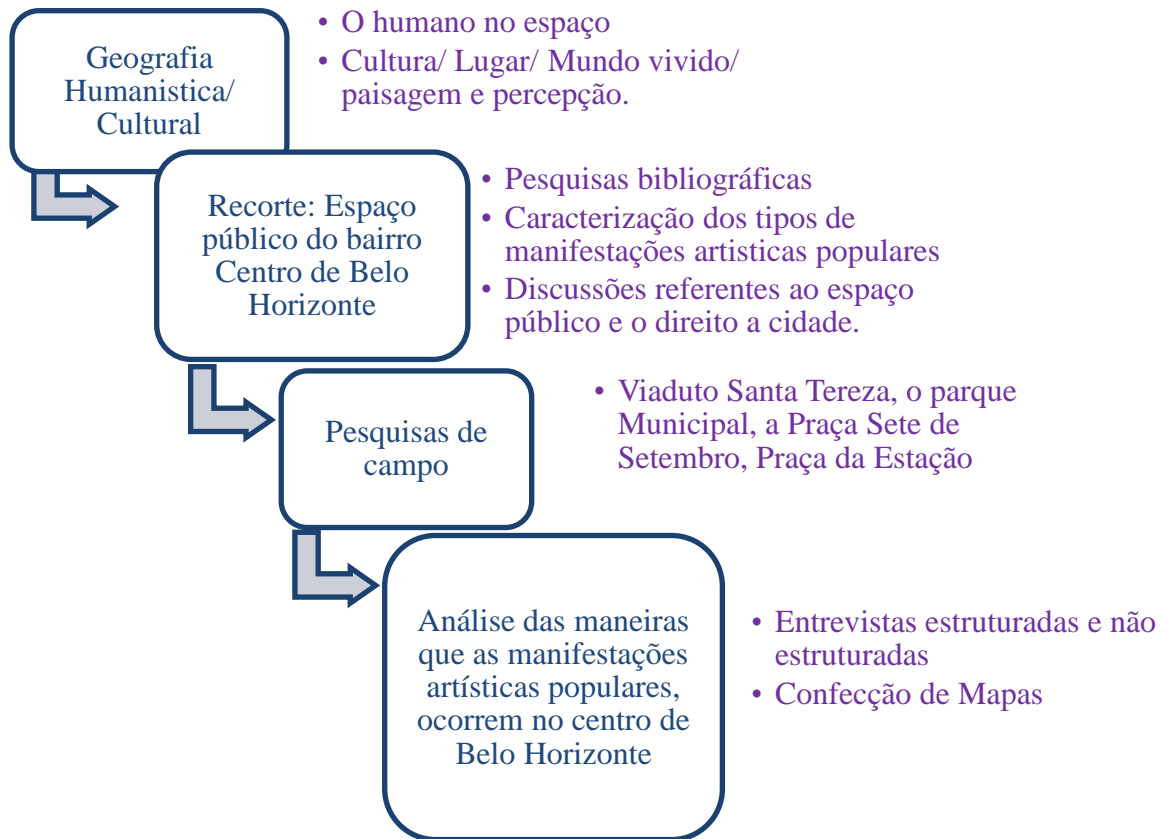 Geografia
Humanistica/
Cultural
• O humano no espaço
• Cultura/ Lugar/ Mundo vivido/
paisagem e percepção.
Recorte: Espaço
público do bairro
Centro de Belo
Horizonte
• Pesquisas bibliográficas
• Caracterização dos tipos de
manifestações artisticas populares
• Discussões referentes ao espaço
público e o direito a cidade.
Pesquisas de
campo
• Viaduto Santa Tereza, o parque
Municipal, a Praça Sete de
Setembro, Praça da Estação
Análise das maneiras
que as manifestações
artísticas populares,
ocorrem no centro de
Belo Horizonte
• Entrevistas estruturadas e não
estruturadas
• Confecção de Mapas